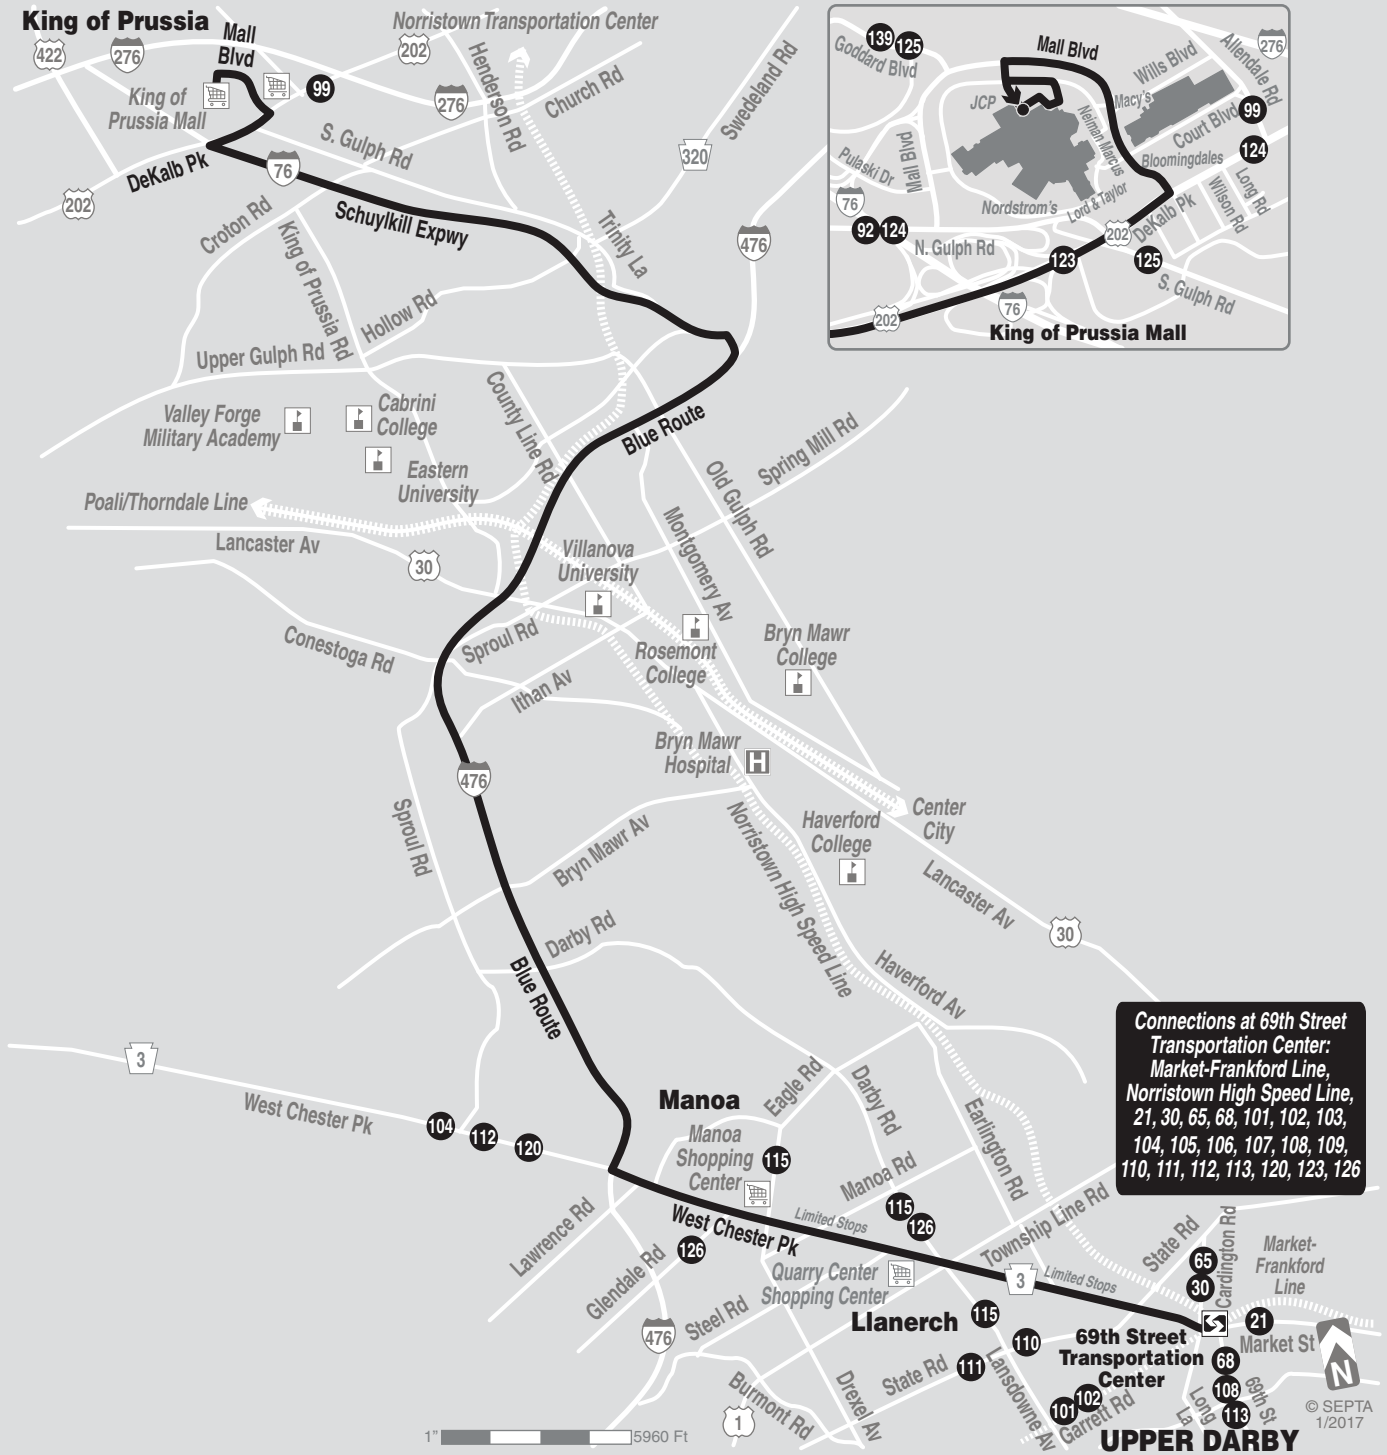 King of Prussia
422
276
Mall
Blvd
Norristown Transportation Center
202
99
King of
Prussia Mall
276
Henderson Rd
Church Rd
Swedeland Rd
S. Gulph Rd
320
DeKalb Pk
76
202
Schuylkill Expwy
Croton Rd
King of Prussia Rd
Trinity La
476
Hollow Rd
Upper Gulph Rd
139
125
Goddard Blvd
Mall Blvd
Wills Blvd
Allendale Rd
276
JCP
Macy's
99
Neiman Marcus
Court Blvd
124
Bloomingdales
Mall Blvd
Pulaski Dr
76
Long Rd
Wilson Rd
Lord & Taylor
Nordstrom's
DeKalb Pk
202
92
124
N. Gulph Rd
123
125
S. Gulph Rd
76
202
King of Prussia Mall
Valley Forge
Military Academy
Cabrini
College
County Line Rd
Blue Route
Eastern
University
Spring Mill Rd
Old Gulph Rd
Poali/Thorndale Line
Lancaster Av
30
Montgomery Av
Villanova
University
Conestoga Rd
Sproul Rd
Rosemont
College
Bryn Mawr
College
Ithan Av
Bryn Mawr
Hospital
H
476
Sproul Rd
Bryn Mawr Av
Norristown High Speed Line
Haverford
College
Center
City
Lancaster Av
30
Darby Rd
Blue Route
Haverford Av
3
West Chester Pk
104
112
120
Connections at 69th Street
Transportation Center:
Market-Frankford Line,
Norristown High Speed Line,
21, 30, 65, 68, 101, 102, 103,
104, 105, 106, 107, 108, 109,
110, 111, 112, 113, 120, 123, 126
Manoa
Eagle Rd
Darby Rd
Earlington Rd
Manoa
Shopping
Center
115
Manoa Rd
115
126
Lawrence Rd
West Chester Pk
Limited Stops
Township Line Rd
State Rd
Cardington Rd
Market-
Frankford
Line
65
30
126
Glendale Rd
Quarry Center
Shopping Center
3
Limited Stops
476
Steel Rd
Llanerch
115
110
69th Street
Transportation
Center
21
Market St
68
111
State Rd
Lansdowne Av
Drexel Av
Burmont Rd
1
102
101
Garrett Rd
108
113
Long La
69th St
N
© SEPTA
1/2017
UPPER DARBY
1"
5960 Ft